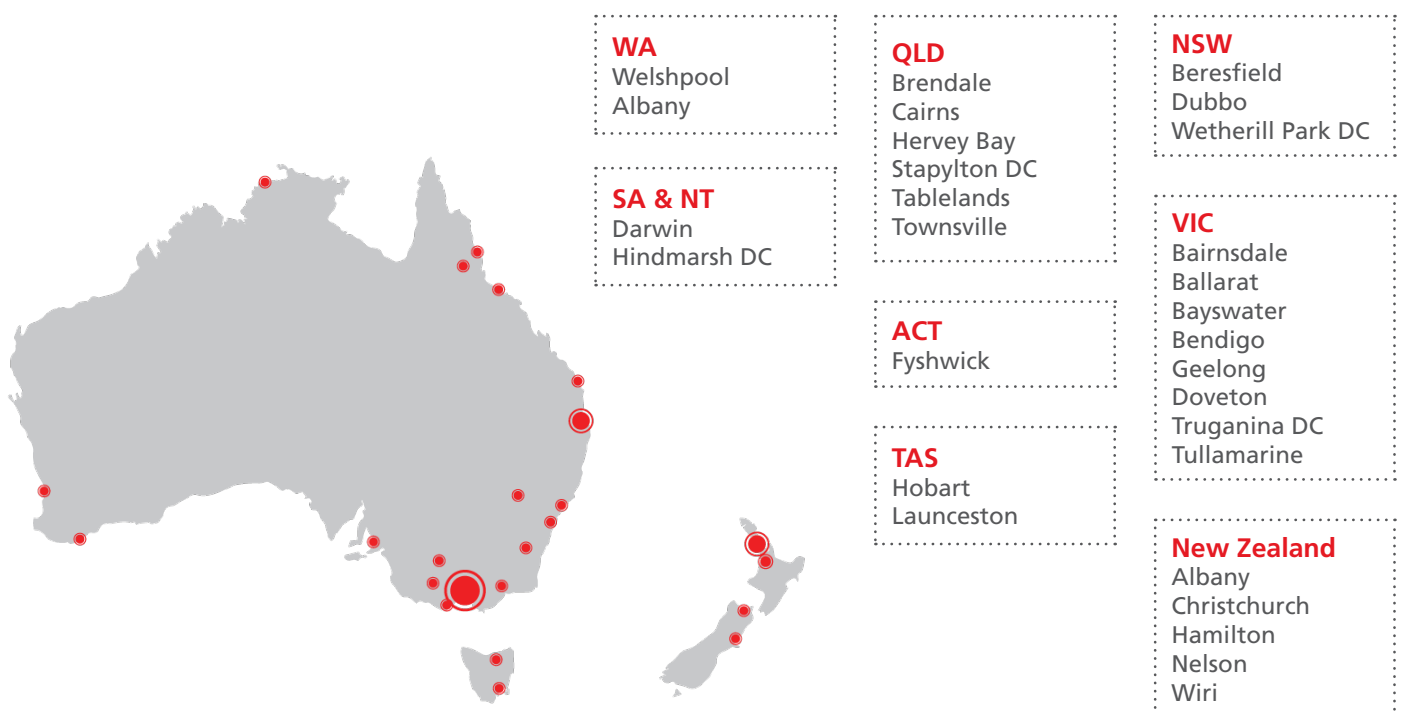 WA
Welshpool
Albany
SA & NT
Darwin
Hindmarsh DC
QLD
Brendale
Cairns
Hervey Bay
Stapylton DC
Tablelands
Townsville
ACT
Fyshwick
TAS
Hobart
Launceston
NSW
Beresfield
Dubbo
Wetherill Park DC
VIC
Bairnsdale
Ballarat
Bayswater
Bendigo
Geelong
Doveton
Truganina DC
Tullamarine
New Zealand
Albany
Christchurch
Hamilton
Nelson
Wiri